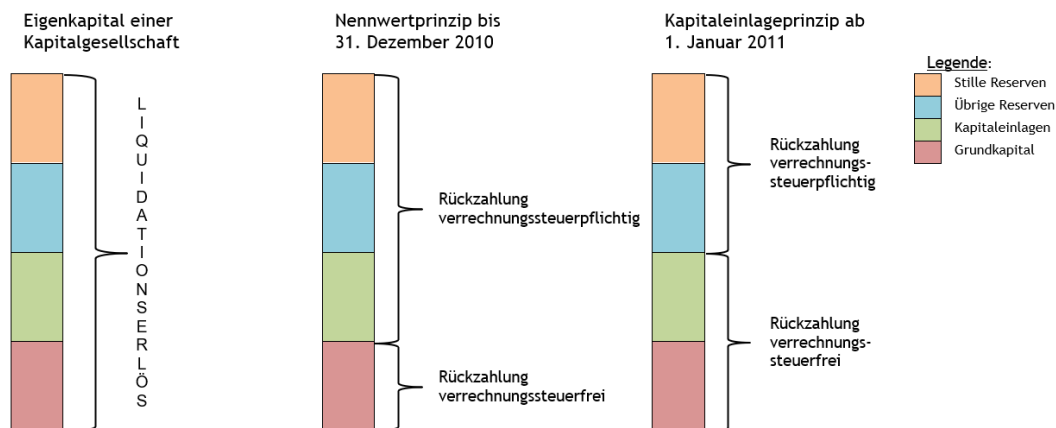 Eigenkapital einer
Kapitalgesellschaft
LIQUIDATIONSERLÖS
Nennwertprinzip bis
31. Dezember 2010
Rückzahlung
verrechnungssteuerpflichtig
Rückzahlung
verrechnungssteuerfrei
Kapitaleinlageprinzip ab
1. Januar 2011
Rückzahlung
verrechnungs-
steuerpflichtig
Rückzahlung
verrechnungs-
steuerfrei
Legende:
Stille Reserven
Übrige Reserven
Kapitaleinlagen
Grundkapital